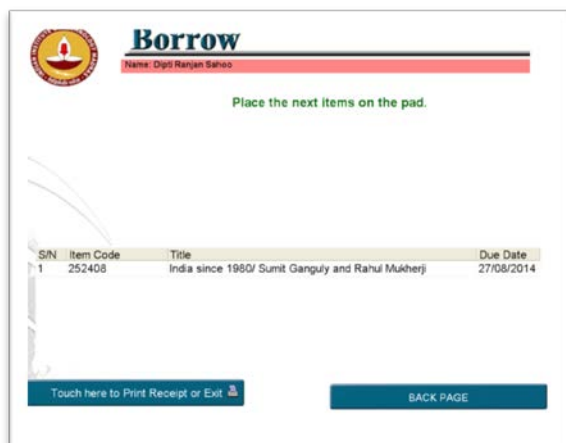 Borrow
Name: Dipti Ranjan Sahoo
Place the next items on the pad.
S/N Item Code Title Due Date
1 252408 India since 1980/ Sumit Ganguly and Rahul Mukherji 27/08/2014
Touch here to Print Receipt or Exit
BACK PAGE